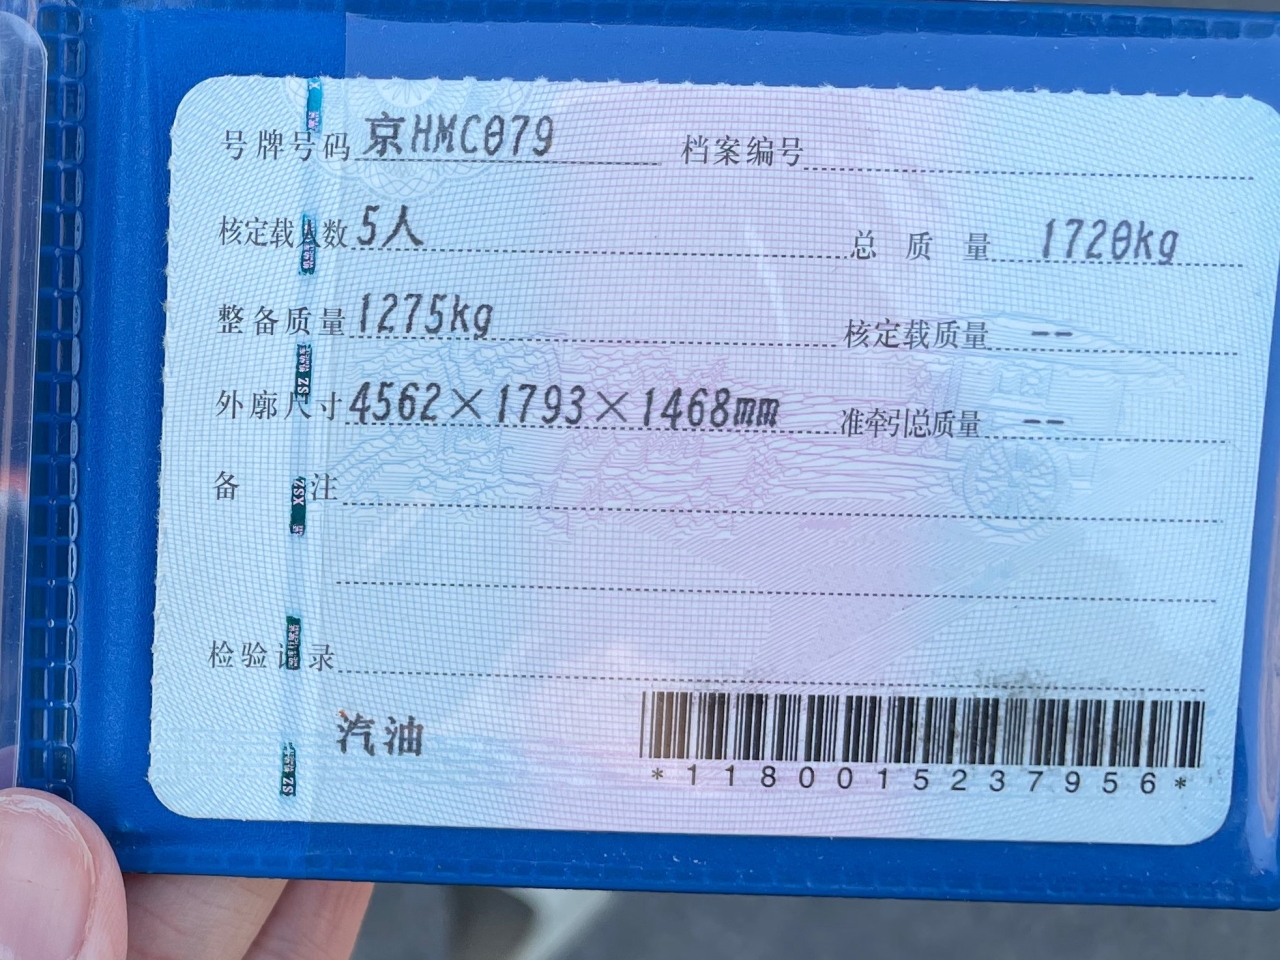 号牌号码 京HMC079 档案编号
核定载人数 5人 总质量 1720kg
整备质量 1275kg 核定载质量 --
外廓尺寸 4562×1793×1468mm 准牵引总质量 --
备注
检验记录
汽油
*1180015237956*